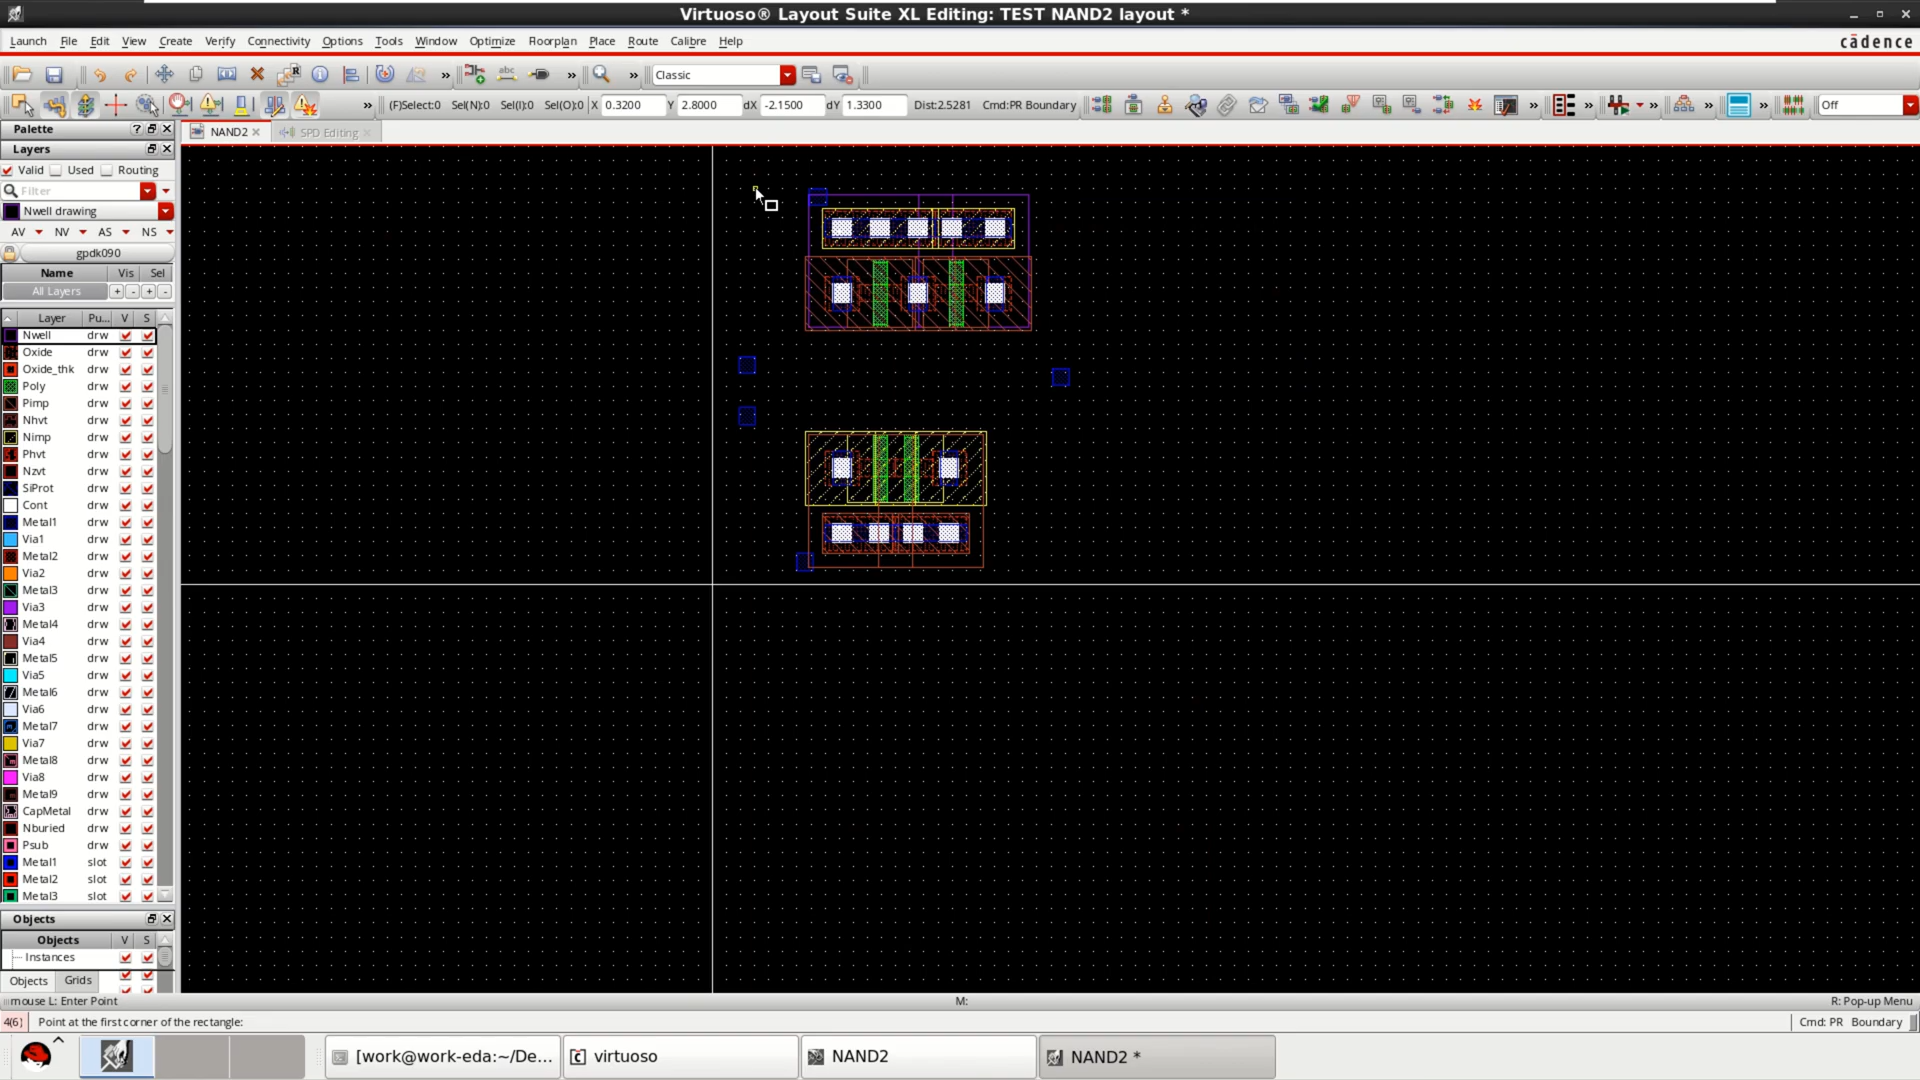 Virtuoso® Layout Suite XL Editing: TEST NAND2 layout *
Launch File Edit View Create Verify Connectivity Options Tools Window Optimize Floorplan Place Route Calibre Help
cādence
abc
R
»
»
»
Classic
»
(F)Select:0 Sel(N):0 Sel(I):0 Sel(O):0 X 0.3200 Y 2.8000 dX -2.1500 dY 1.3300 Dist:2.5281 Cmd:PR Boundary
»
»
»
»
»
Off
Palette ?
NAND2
SPD Editing
Layers
Valid Used Routing
Filter
Nwell drawing
AV NV AS NS
gpdk090
Name Vis Sel
All Layers + - + -
Layer Pu... V S
Nwell drw
Oxide drw
Oxide_thk drw
Poly drw
Pimp drw
Nhvt drw
Nimp drw
Phvt drw
Nzvt drw
SiProt drw
Cont drw
Metal1 drw
Via1 drw
Metal2 drw
Via2 drw
Metal3 drw
Via3 drw
Metal4 drw
Via4 drw
Metal5 drw
Via5 drw
Metal6 drw
Via6 drw
Metal7 drw
Via7 drw
Metal8 drw
Via8 drw
Metal9 drw
CapMetal drw
Nburied drw
Psub drw
Metal1 slot
Metal2 slot
Metal3 slot
Objects
Objects V S
Instances
Objects Grids
mouse L: Enter Point M: R: Pop-up Menu
4(6) Point at the first corner of the rectangle: Cmd: PR Boundary
[work@work-eda:~/De...
virtuoso
NAND2
NAND2 *